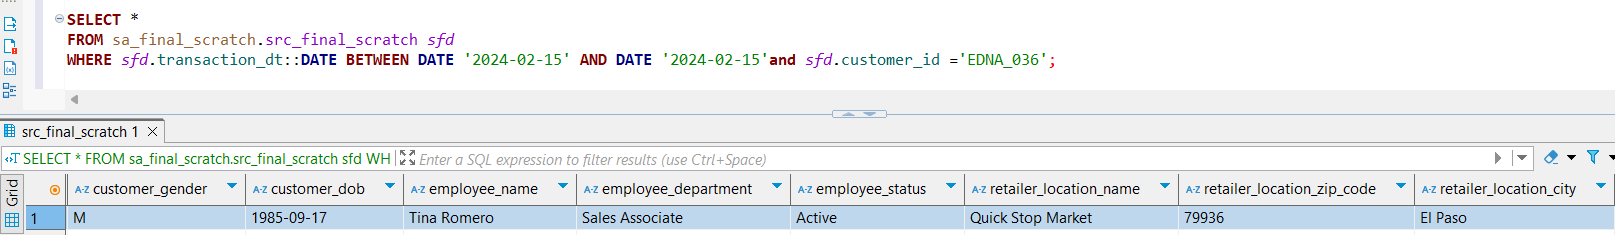 SELECT *
FROM sa_final_scratch.src_final_scratch sfd
WHERE sfd.transaction_dt::DATE BETWEEN DATE '2024-02-15' AND DATE '2024-02-15'and sfd.customer_id ='EDNA_036';
src_final_scratch 1
SELECT * FROM sa_final_scratch.src_final_scratch sfd WH Enter a SQL expression to filter results (use Ctrl+Space)
Grid
A-Z customer_gender A-Z customer_dob A-Z employee_name A-Z employee_department A-Z employee_status A-Z retailer_location_name A-Z retailer_location_zip_code A-Z retailer_location_city
1 M 1985-09-17 Tina Romero Sales Associate Active Quick Stop Market 79936 El Paso